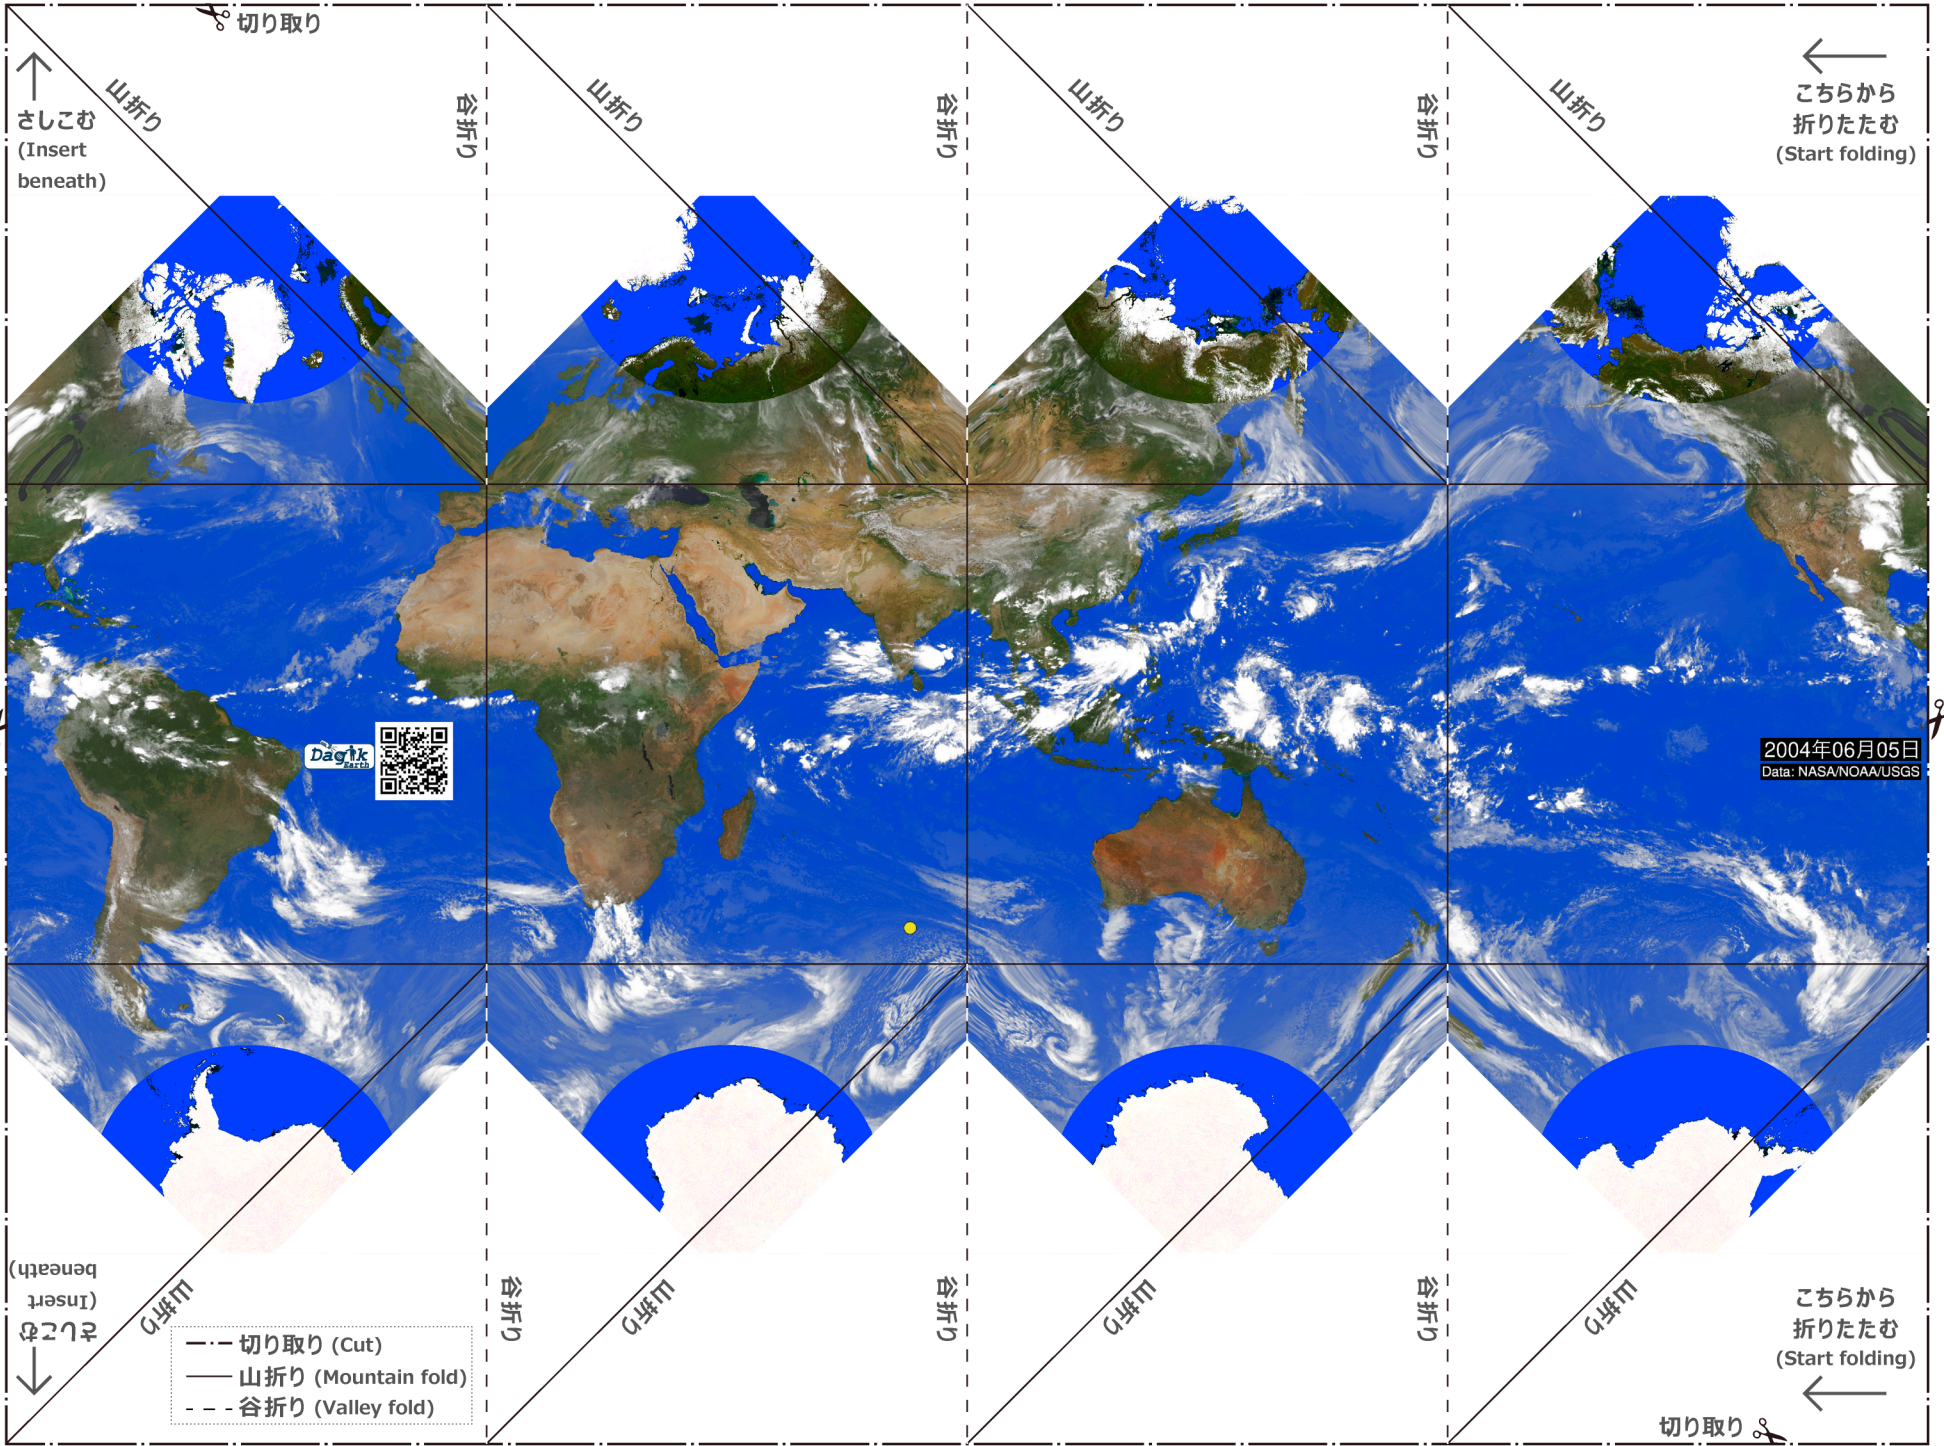 切り取り
山折り
谷折り
山折り
谷折り
山折り
谷折り
山折り
さしこむ
(Insert
beneath)
こちらから
折りたたむ
(Start folding)
Dagik
Earth
2004年06月05日
Data: NASA/NOAA/USGS
さしこむ
(Insert
beneath)
山折り
谷折り
山折り
谷折り
山折り
谷折り
山折り
こちらから
折りたたむ
(Start folding)
切り取り (Cut)
山折り (Mountain fold)
谷折り (Valley fold)
切り取り